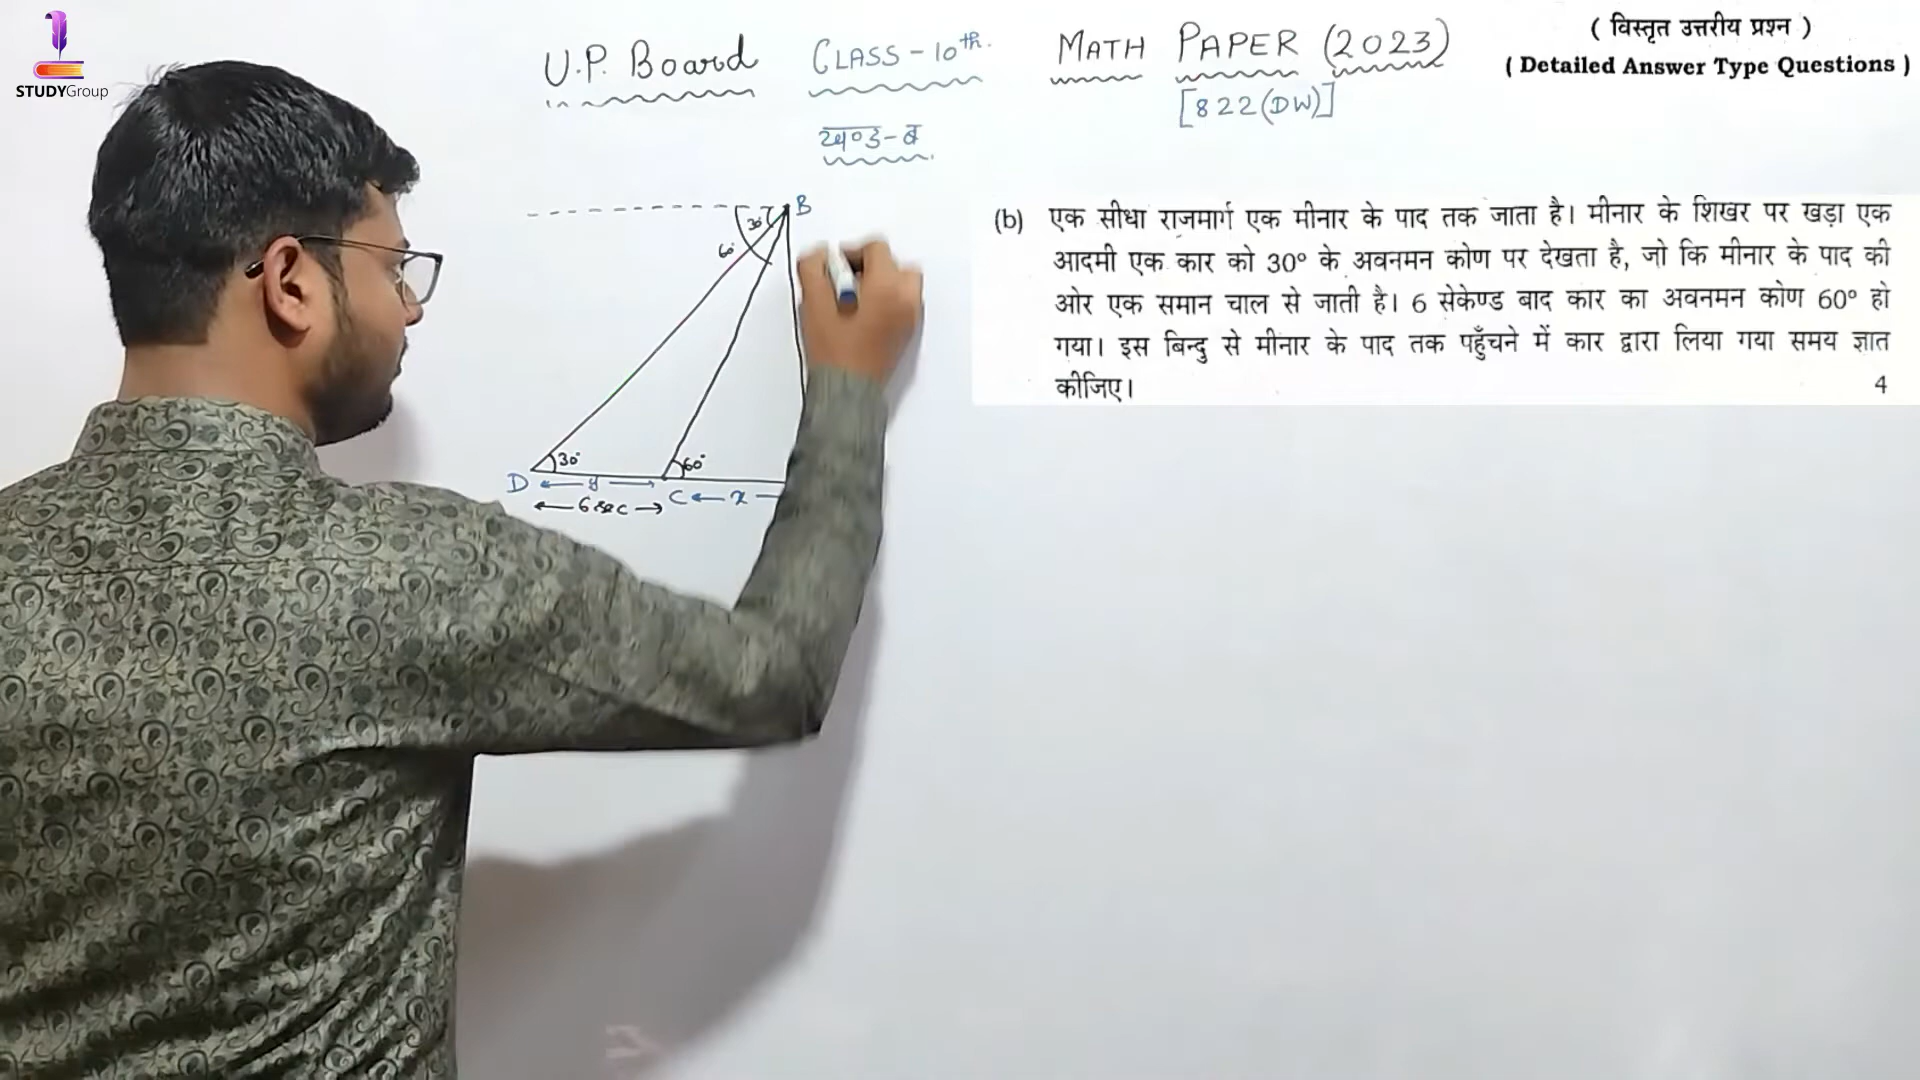 STUDYGroup
U.P. Board CLASS - 10th. MATH PAPER (2023)
[822(DW)]
खण्ड-ब
( विस्तृत उत्तरीय प्रश्न )
( Detailed Answer Type Questions )
(b) एक सीधा राजमार्ग एक मीनार के पाद तक जाता है। मीनार के शिखर पर खड़ा एक
आदमी एक कार को 30° के अवनमन कोण पर देखता है, जो कि मीनार के पाद की
ओर एक समान चाल से जाती है। 6 सेकेण्ड बाद कार का अवनमन कोण 60° हो
गया। इस बिन्दु से मीनार के पाद तक पहुँचने में कार द्वारा लिया गया समय ज्ञात
कीजिए। 4
B
30°
60°
30° 60°
D y C x
6 sec